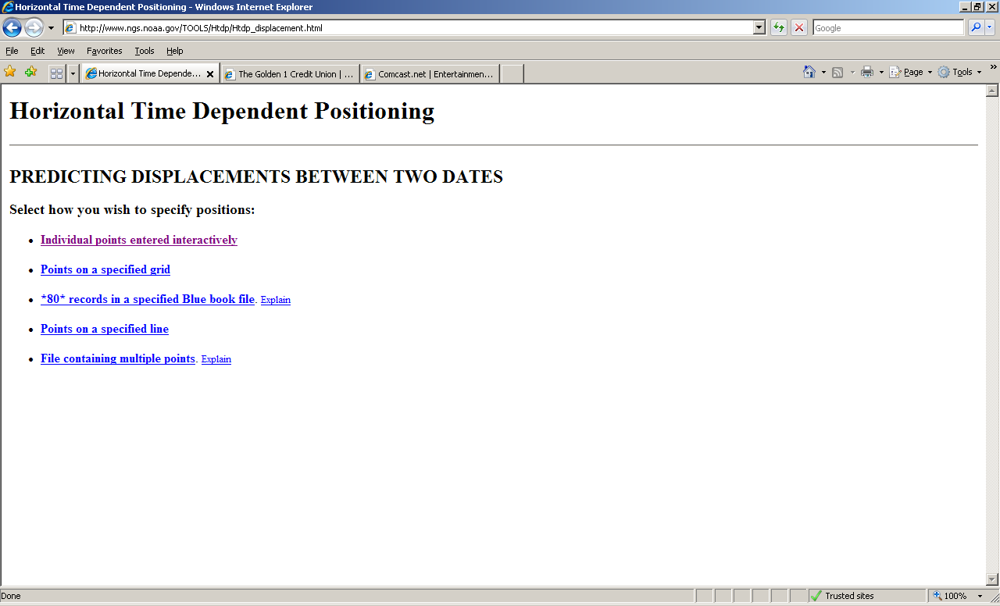 Horizontal Time Dependent Positioning - Windows Internet Explorer
http://www.ngs.noaa.gov/TOOLS/Htdp/Htdp_displacement.html
Google
File Edit View Favorites Tools Help
Horizontal Time Depende... The Golden 1 Credit Union | ... Comcast.net | Entertainmen... Page Tools
Horizontal Time Dependent Positioning
PREDICTING DISPLACEMENTS BETWEEN TWO DATES
Select how you wish to specify positions:
Individual points entered interactively
Points on a specified grid
*80* records in a specified Blue book file. Explain
Points on a specified line
File containing multiple points. Explain
Done Trusted sites 100%